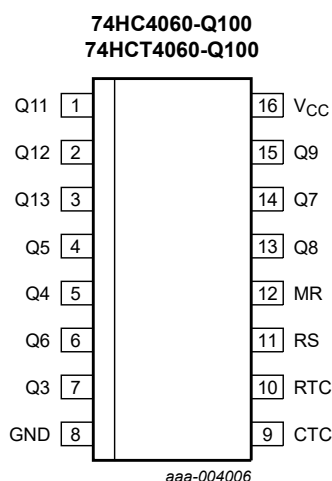 74HC4060-Q100
74HCT4060-Q100
Q11 1 16 VCC
Q12 2 15 Q9
Q13 3 14 Q7
Q5 4 13 Q8
Q4 5 12 MR
Q6 6 11 RS
Q3 7 10 RTC
GND 8 9 CTC
aaa-004006